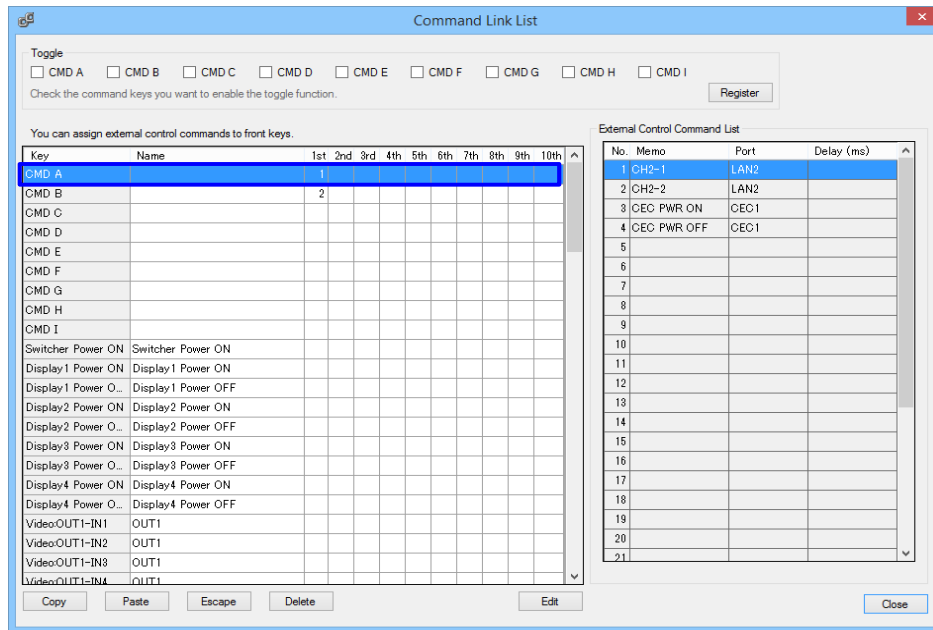 Command Link List
Toggle
CMD A CMD B CMD C CMD D CMD E CMD F CMD G CMD H CMD I
Check the command keys you want to enable the toggle function.
Register
You can assign external control commands to front keys.
Key Name 1st 2nd 3rd 4th 5th 6th 7th 8th 9th 10th
CMD A 1
CMD B 2
CMD C
CMD D
CMD E
CMD F
CMD G
CMD H
CMD I
Switcher Power ON Switcher Power ON
Display1 Power ON Display1 Power ON
Display1 Power O... Display1 Power OFF
Display2 Power ON Display2 Power ON
Display2 Power O... Display2 Power OFF
Display3 Power ON Display3 Power ON
Display3 Power O... Display3 Power OFF
Display4 Power ON Display4 Power ON
Display4 Power O... Display4 Power OFF
Video:OUT1-IN1 OUT1
Video:OUT1-IN2 OUT1
Video:OUT1-IN3 OUT1
Video:OUT1-IN4 OUT1
Copy Paste Escape Delete Edit
External Control Command List
No. Memo Port Delay (ms)
1 CH2-1 LAN2
2 CH2-2 LAN2
3 CEC PWR ON CEC1
4 CEC PWR OFF CEC1
5
6
7
8
9
10
11
12
13
14
15
16
17
18
19
20
21
Close